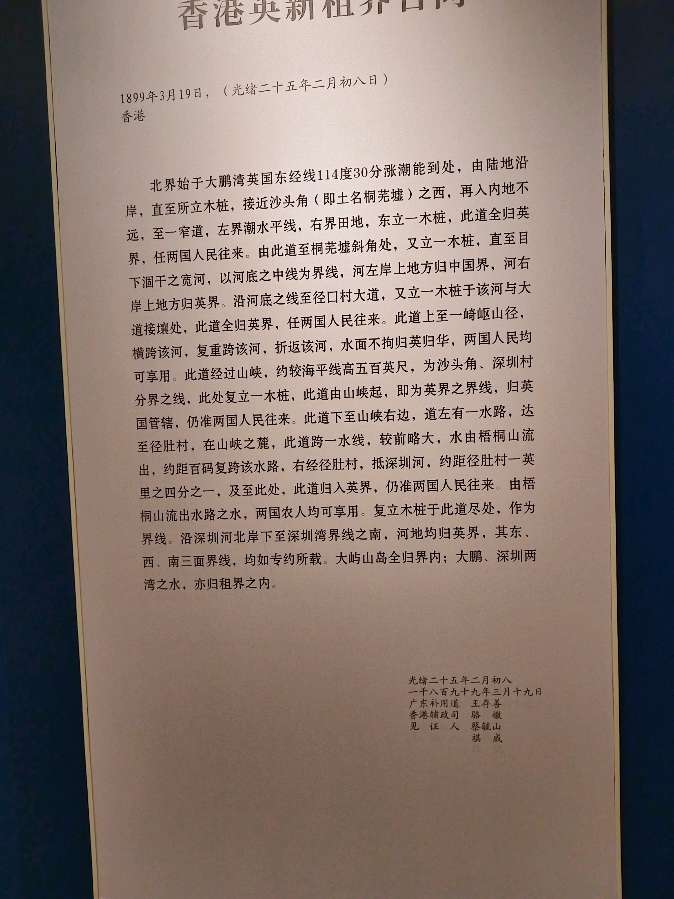 香港英新租界合同
1899年3月19日，（光绪二十五年二月初八日）
香港
北界始于大鹏湾英国东经线114度30分涨潮能到处，由陆地沿
岸，直至所立木桩，接近沙头角（即土名桐芜墟）之西，再入内地不
远，至一窄道，左界潮水平线，右界田地，东立一木桩，此道全归英
界，任两国人民往来。由此道至桐芜墟斜角处，又立一木桩，直至目
下涸干之宽河，以河底之中线为界线，河左岸上地方归中国界，河右
岸上地方归英界。沿河底之线至径口村大道，又立一木桩于该河与大
道接壤处，此道全归英界，任两国人民往来。此道上至一崎岖山径，
横跨该河，复重跨该河，折返该河，水面不拘归英归华，两国人民均
可享用。此道经过山峡，约较海平线高五百英尺，为沙头角、深圳村
分界之线，此处复立一木桩，此道由山峡起，即为英界之界线，归英
国管辖，仍准两国人民往来。此道下至山峡右边，道左有一水路，达
至径肚村，在山峡之麓，此道跨一水线，较前略大，水由梧桐山流
出，约距百码复跨该水路，右经径肚村，抵深圳河，约距径肚村一英
里之四分之一，及至此处，此道归入英界，仍准两国人民往来。由梧
桐山流出水路之水，两国农人均可享用。复立木桩于此道尽处，作为
界线。沿深圳河北岸下至深圳湾界线之南，河地均归英界，其东、
西、南三面界线，均如专约所载。大屿山岛全归界内；大鹏、深圳两
湾之水，亦归租界之内。
光绪二十五年二月初八
一千八百九十九年三月十九日
广东补用道 王存善
香港辅政司 骆檄
见证人 蔡毓山
祺威